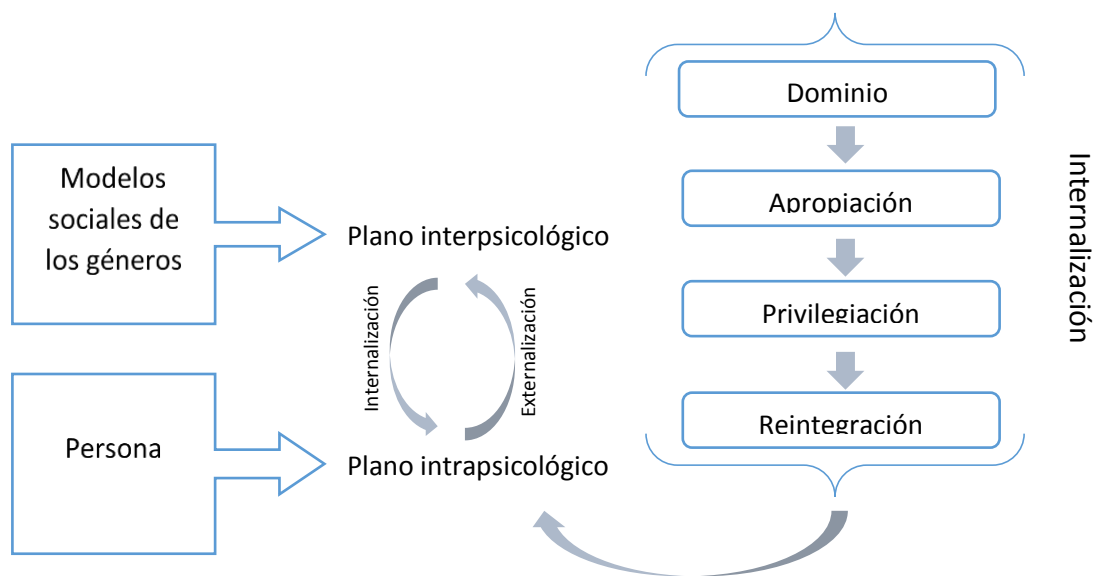 Modelos
sociales de
los géneros
Persona
Plano interpsicológico
Internalización
Externalización
Plano intrapsicológico
Dominio
Apropiación
Privilegiación
Reintegración
Internalización